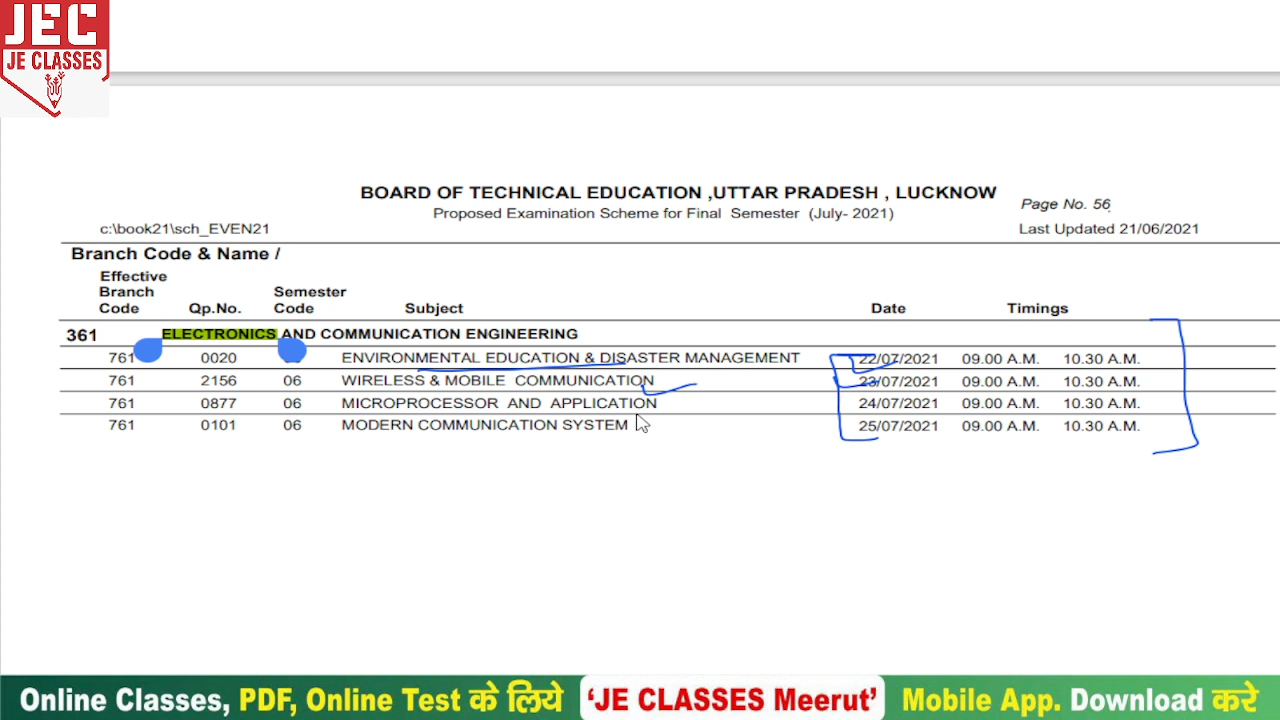 JEC
JE CLASSES
BOARD OF TECHNICAL EDUCATION ,UTTAR PRADESH , LUCKNOW
Proposed Examination Scheme for Final Semester (July- 2021)
Page No. 56
c:\book21\sch_EVEN21
Last Updated 21/06/2021
Branch Code & Name /
Effective Branch Code Qp.No. Semester Code Subject Date Timings
361 ELECTRONICS AND COMMUNICATION ENGINEERING
761 0020 ENVIRONMENTAL EDUCATION & DISASTER MANAGEMENT 22/07/2021 09.00 A.M. 10.30 A.M.
761 2156 06 WIRELESS & MOBILE COMMUNICATION 23/07/2021 09.00 A.M. 10.30 A.M.
761 0877 06 MICROPROCESSOR AND APPLICATION 24/07/2021 09.00 A.M. 10.30 A.M.
761 0101 06 MODERN COMMUNICATION SYSTEM 25/07/2021 09.00 A.M. 10.30 A.M.
Online Classes, PDF, Online Test के लिये 'JE CLASSES Meerut' Mobile App. Download करे